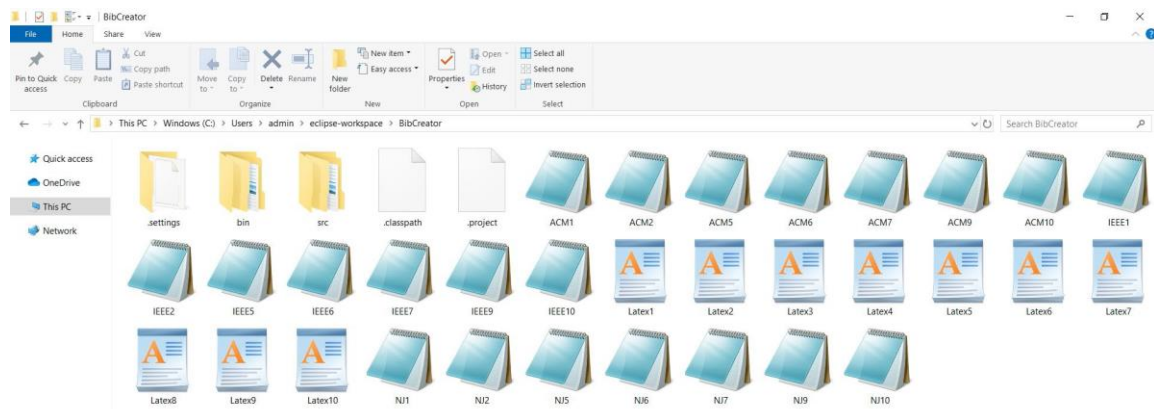 BibCreator
File Home Share View
Pin to Quick access
Copy
Paste
Cut
Copy path
Paste shortcut
Clipboard
Move to
Copy to
Delete
Rename
Organize
New folder
New item
Easy access
New
Properties
Open
Edit
History
Open
Select all
Select none
Invert selection
Select
This PC > Windows (C:) > Users > admin > eclipse-workspace > BibCreator
Search BibCreator
Quick access
OneDrive
This PC
Network
.settings bin src .classpath .project ACM1 ACM2 ACM5 ACM6 ACM7 ACM9 ACM10 IEEE1
IEEE2 IEEE5 IEEE6 IEEE7 IEEE9 IEEE10 Latex1 Latex2 Latex3 Latex4 Latex5 Latex6 Latex7
Latex8 Latex9 Latex10 NJ1 NJ2 NJ5 NJ6 NJ7 NJ9 NJ10